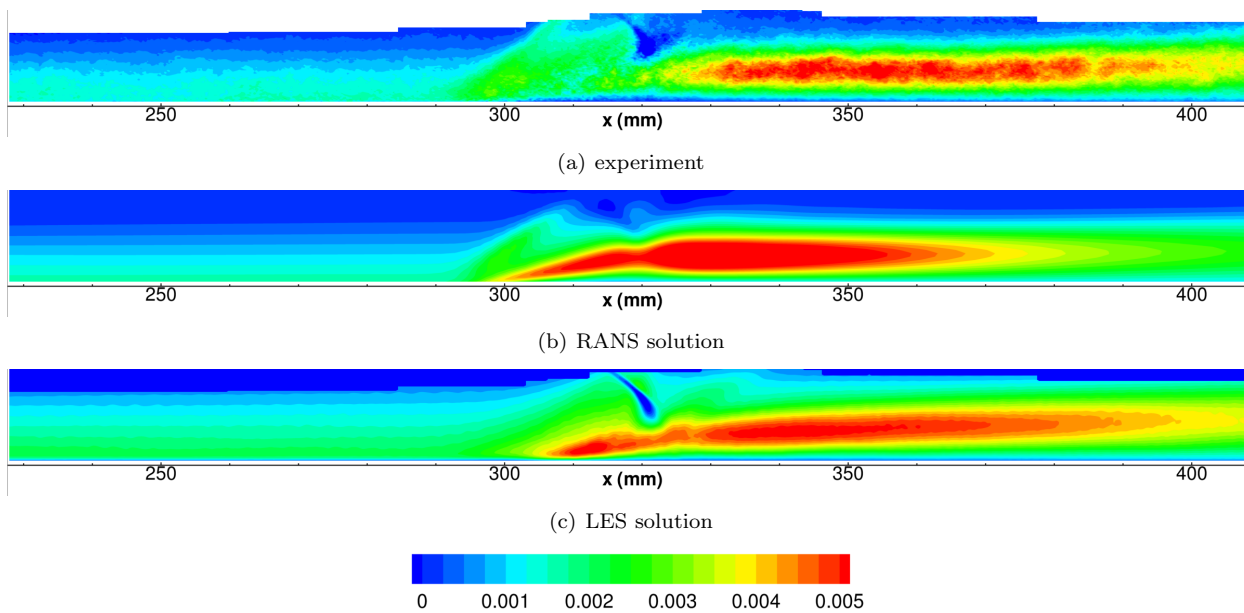 250 300 350 400
x (mm)
(a) experiment
250 300 350 400
x (mm)
(b) RANS solution
250 300 350 400
x (mm)
(c) LES solution
0 0.001 0.002 0.003 0.004 0.005